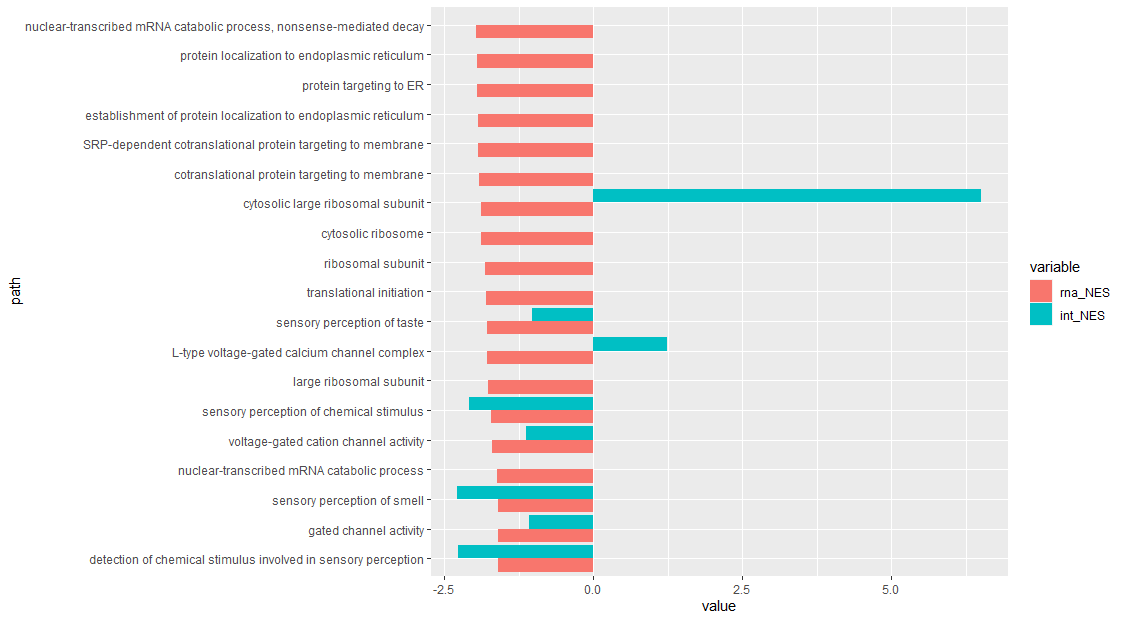 nuclear-transcribed mRNA catabolic process, nonsense-mediated decay
protein localization to endoplasmic reticulum
protein targeting to ER
establishment of protein localization to endoplasmic reticulum
SRP-dependent cotranslational protein targeting to membrane
cotranslational protein targeting to membrane
cytosolic large ribosomal subunit
cytosolic ribosome
ribosomal subunit
translational initiation
sensory perception of taste
L-type voltage-gated calcium channel complex
large ribosomal subunit
sensory perception of chemical stimulus
voltage-gated cation channel activity
nuclear-transcribed mRNA catabolic process
sensory perception of smell
gated channel activity
detection of chemical stimulus involved in sensory perception
path
-2.5 0.0 2.5 5.0
value
variable
rna_NES
int_NES